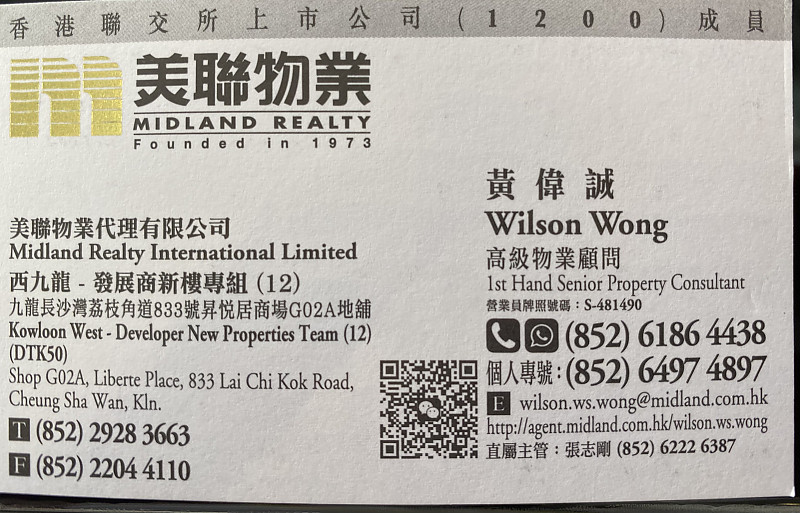 香港聯交所上市公司(1200)成員
美聯物業
MIDLAND REALTY
Founded in 1973
美聯物業代理有限公司
Midland Realty International Limited
西九龍 - 發展商新樓專組 (12)
九龍長沙灣荔枝角道833號昇悦居商場G02A地舖
Kowloon West - Developer New Properties Team (12)
(DTK50)
Shop G02A, Liberte Place, 833 Lai Chi Kok Road,
Cheung Sha Wan, Kln.
T (852) 2928 3663
F (852) 2204 4110
黃偉誠
Wilson Wong
高級物業顧問
1st Hand Senior Property Consultant
營業員牌照號碼：S-481490
(852) 6186 4438
個人專號：(852) 6497 4897
E wilson.ws.wong@midland.com.hk
http://agent.midland.com.hk/wilson.ws.wong
直屬主管：張志剛 (852) 6222 6387